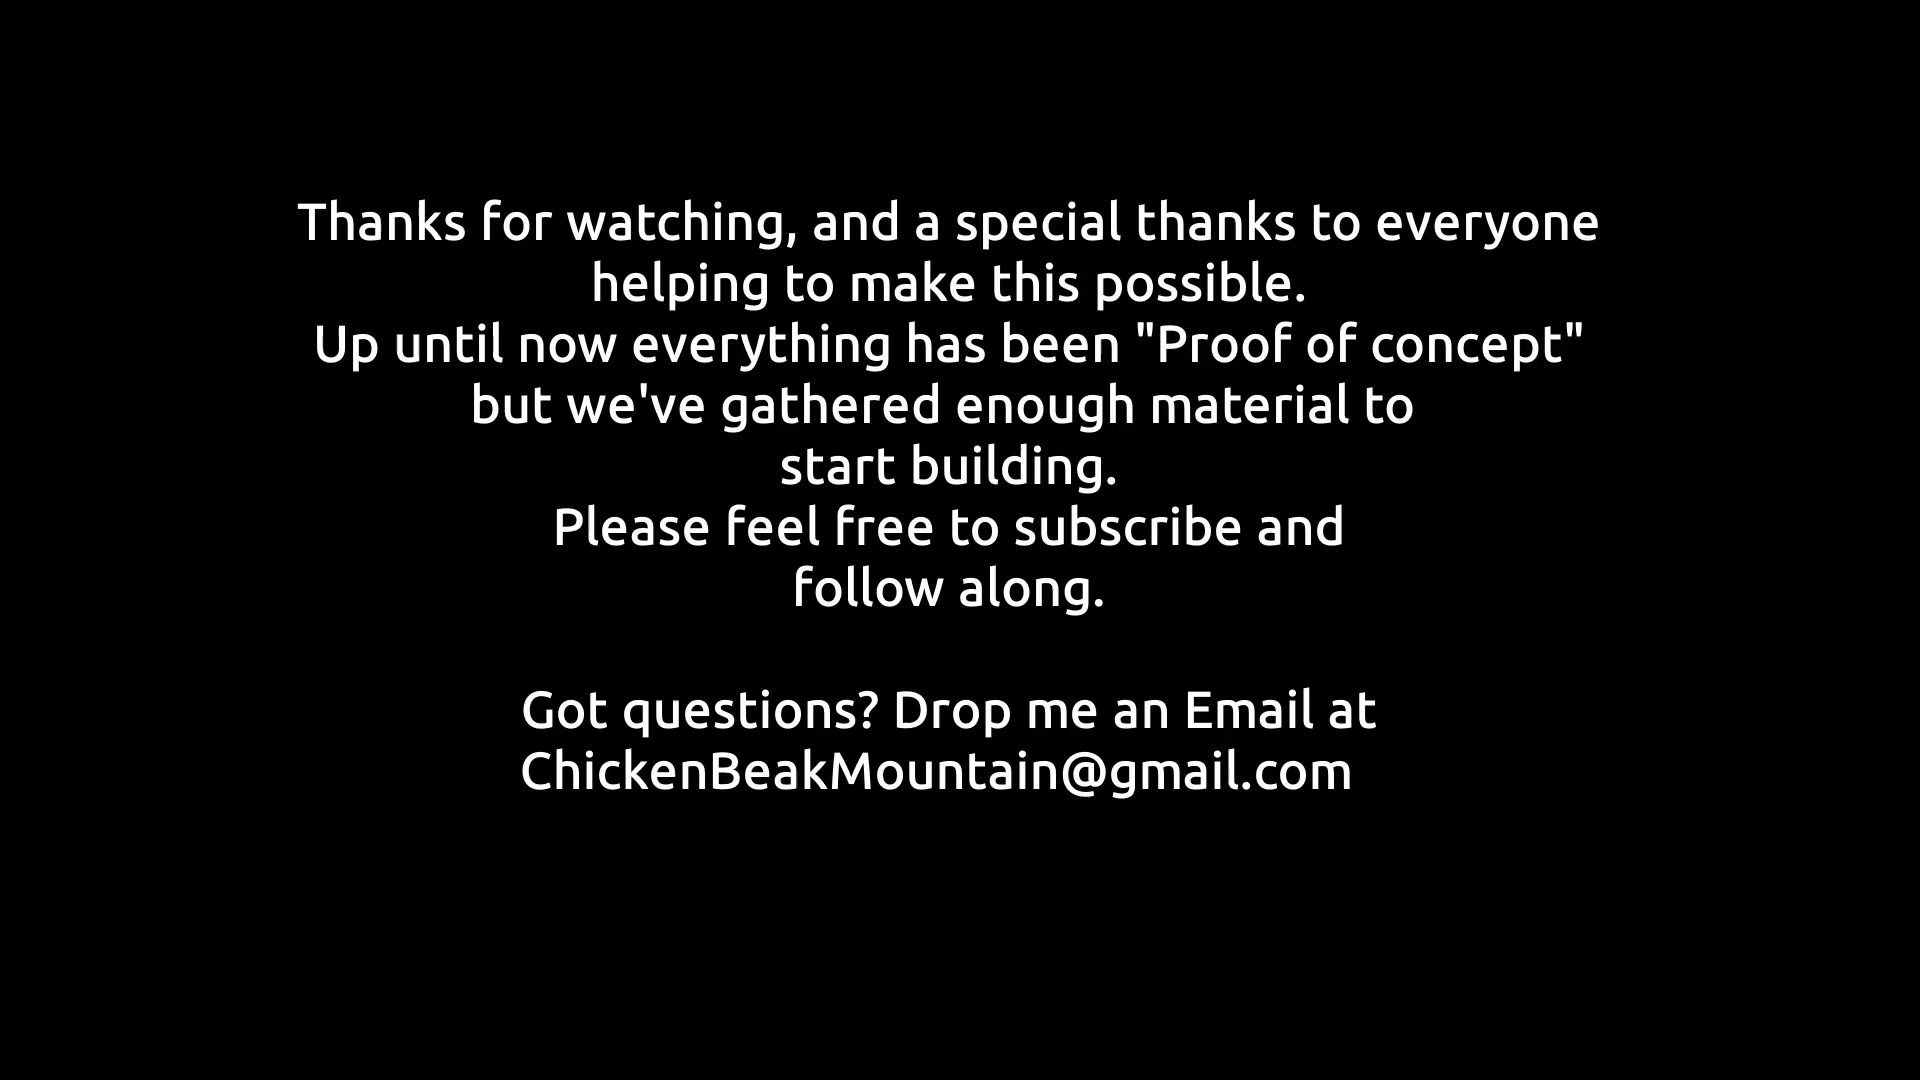 Thanks for watching, and a special thanks to everyone
helping to make this possible.
Up until now everything has been "Proof of concept"
but we've gathered enough material to
start building.
Please feel free to subscribe and
follow along.
Got questions? Drop me an Email at
ChickenBeakMountain@gmail.com